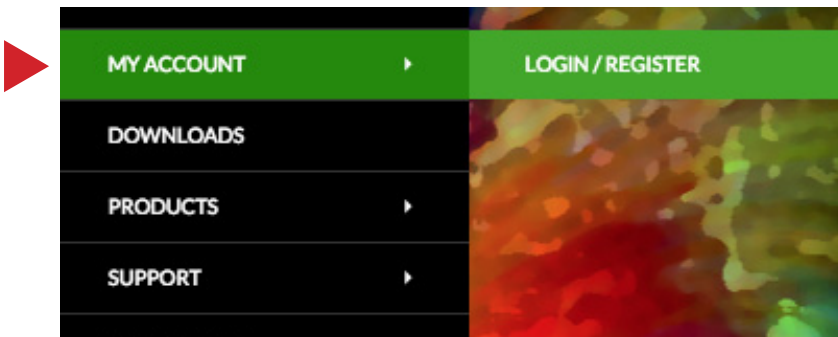 MY ACCOUNT
LOGIN / REGISTER
DOWNLOADS
PRODUCTS
SUPPORT